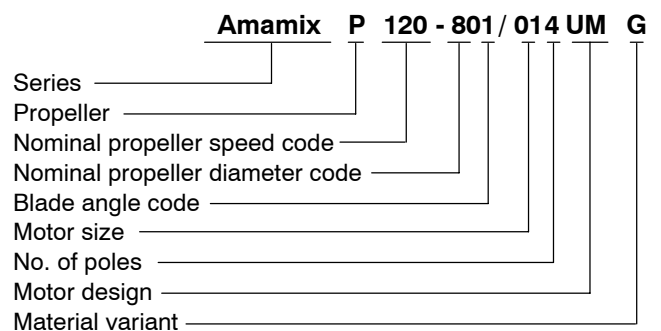 Amamix P 120 - 801 / 014 UM G
Series
Propeller
Nominal propeller speed code
Nominal propeller diameter code
Blade angle code
Motor size
No. of poles
Motor design
Material variant